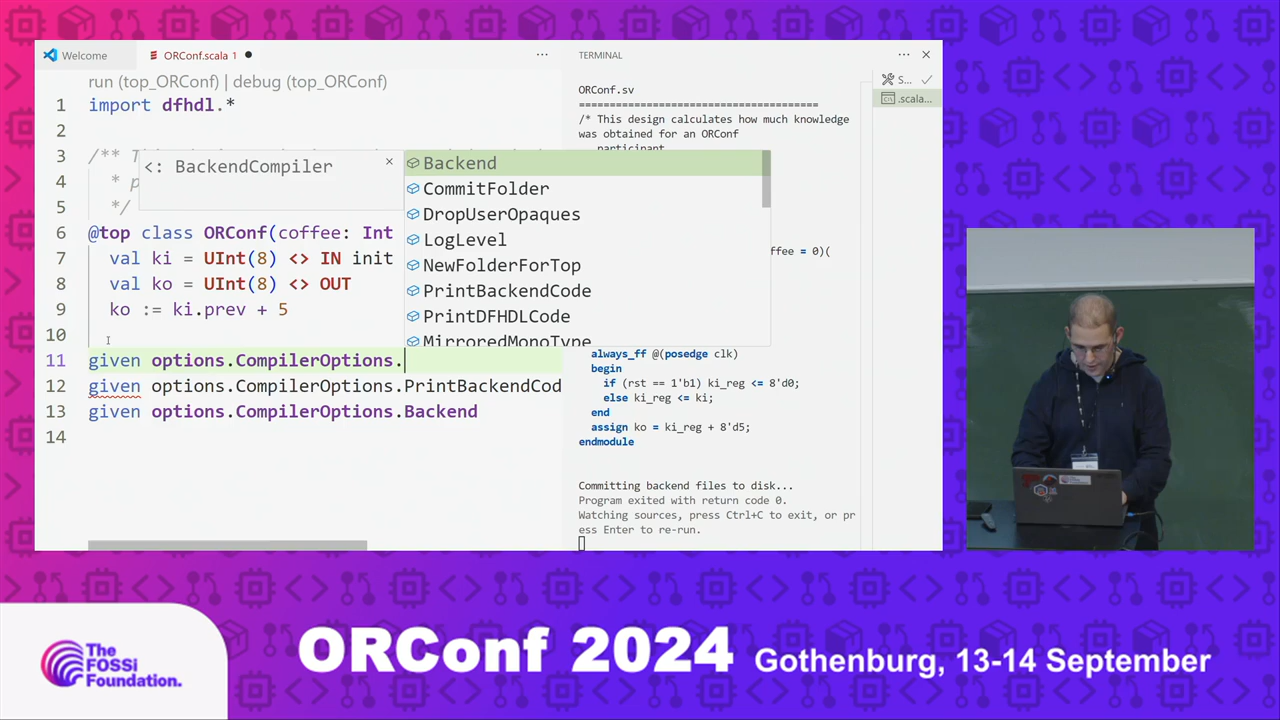 Welcome
ORConf.scala 1
run (top_ORConf) | debug (top_ORConf)
1 import dfhdl.*
2
3 /** T
4 * p
5 */
6 @top class ORConf(coffee: Int
7 val ki = UInt(8) <> IN init
8 val ko = UInt(8) <> OUT
9 ko := ki.prev + 5
10
11 given options.CompilerOptions.
12 given options.CompilerOptions.PrintBackendCod
13 given options.CompilerOptions.Backend
14
<: BackendCompiler
Backend
CommitFolder
DropUserOpaques
LogLevel
NewFolderForTop
PrintBackendCode
PrintDFHDLCode
MirroredMonoType
TERMINAL
S...
.scala...
ORConf.sv
=======================================
/* This design calculates how much knowledge
was obtained for an ORConf
participant
ffee = 0)(
always_ff @(posedge clk)
begin
if (rst == 1'b1) ki_reg <= 8'd0;
else ki_reg <= ki;
end
assign ko = ki_reg + 8'd5;
endmodule
Committing backend files to disk...
Program exited with return code 0.
Watching sources, press Ctrl+C to exit, or pr
ess Enter to re-run.
The
FOSSi
Foundation.
ORConf 2024 Gothenburg, 13-14 September